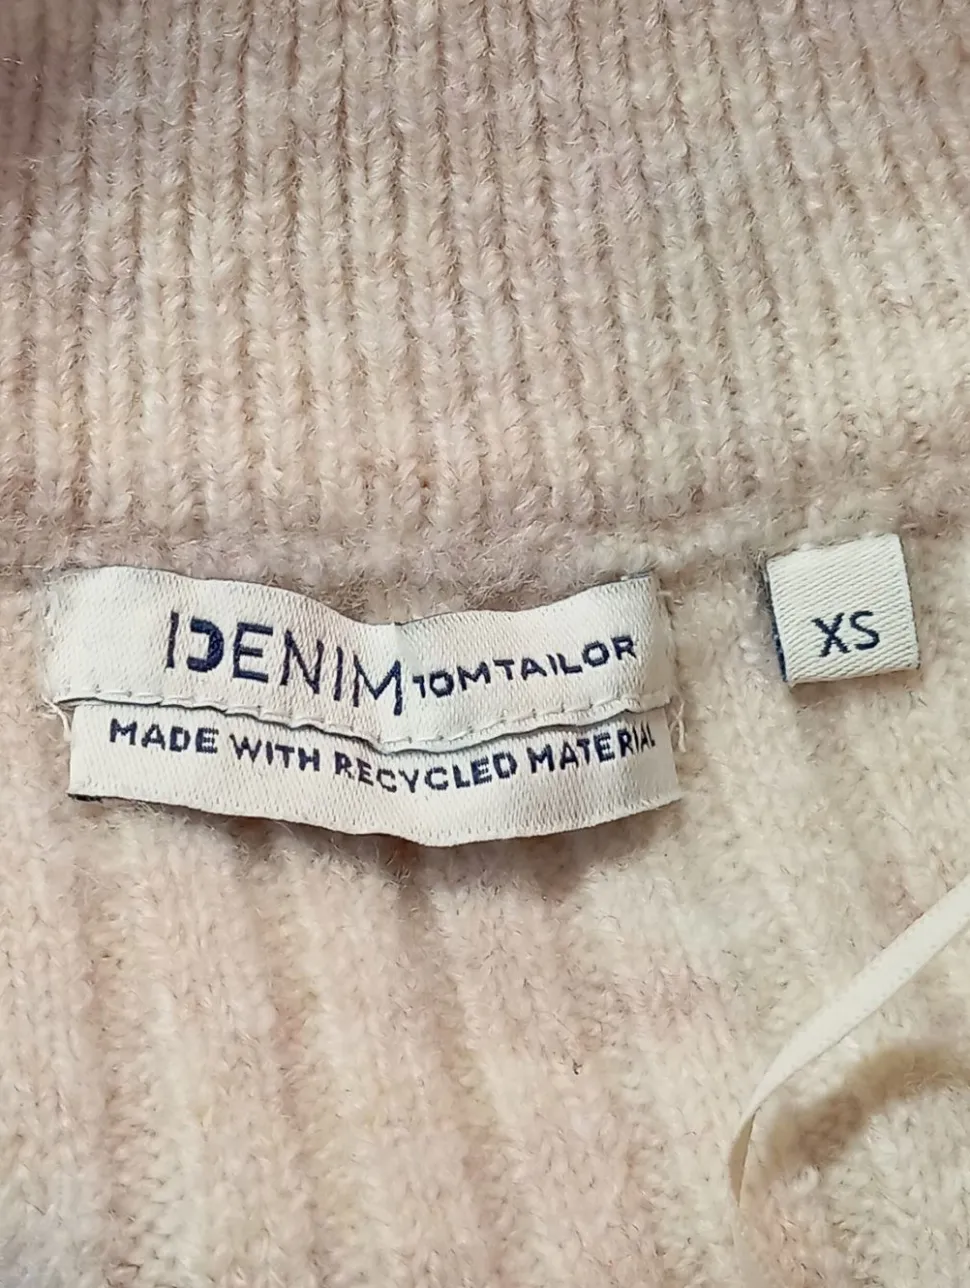 DENIM TOM TAILOR
MADE WITH RECYCLED MATERIAL
XS